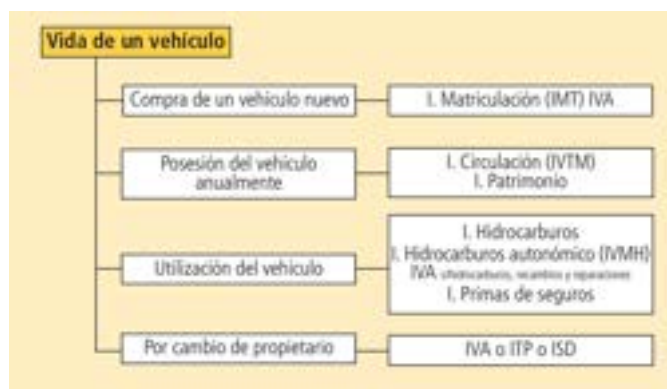 Vida de un vehículo
Compra de un vehículo nuevo
I. Matriculación (IMT) IVA
Posesión del vehículo
anualmente
I. Circulación (IVTM)
I. Patrimonio
Utilización del vehículo
I. Hidrocarburos
I. Hidrocarburos autonómico (IVMH)
IVA s/hidrocarburos, recambios y reparaciones
I. Primas de seguros
Por cambio de propietario
IVA o ITP o ISD